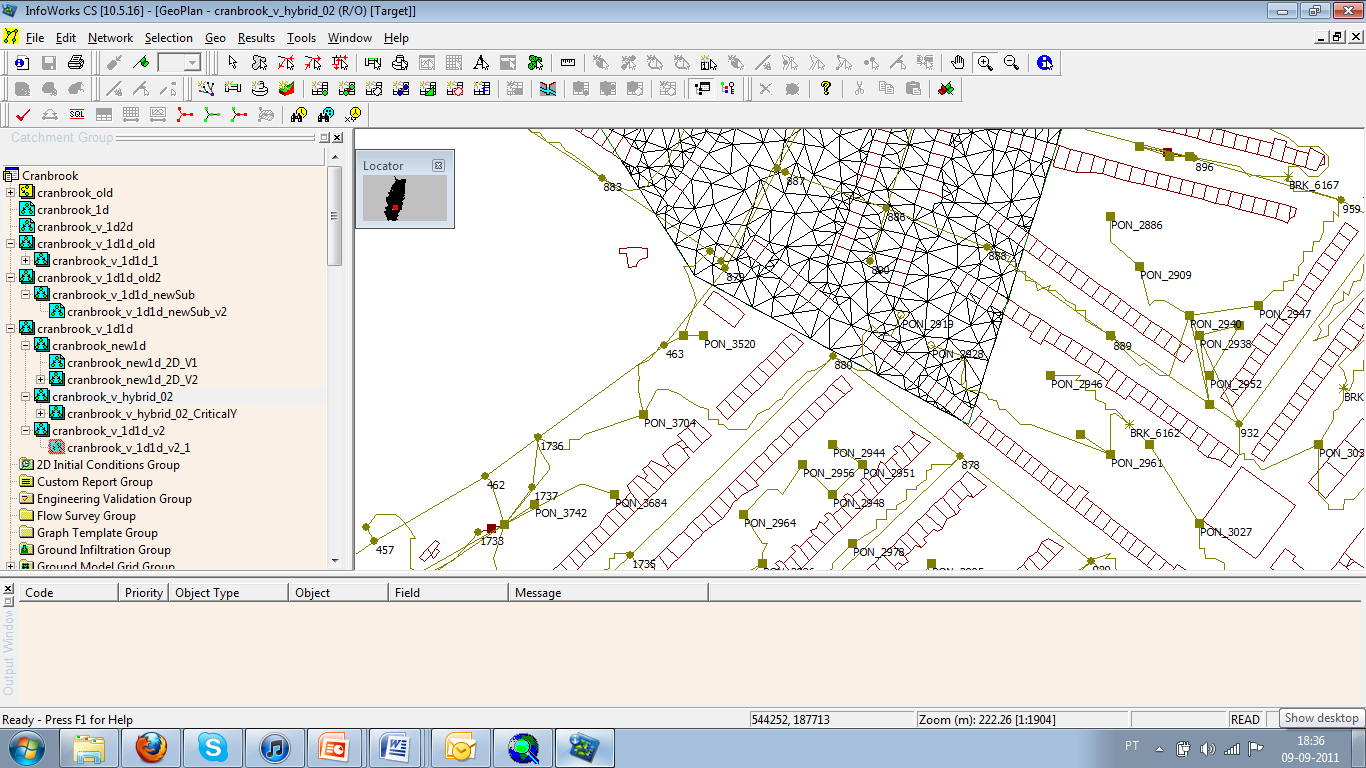 InfoWorks CS [10.5.16] - [GeoPlan - cranbrook_v_hybrid_02 (R/O) [Target]]
File Edit Network Selection Geo Results Tools Window Help
SQL
Catchment Group
Cranbrook
cranbrook_old
cranbrook_1d
cranbrook_v_1d2d
cranbrook_v_1d1d_old
cranbrook_v_1d1d_1
cranbrook_v_1d1d_old2
cranbrook_v_1d1d_newSub
cranbrook_v_1d1d_newSub_v2
cranbrook_v_1d1d
cranbrook_new1d
cranbrook_new1d_2D_V1
cranbrook_new1d_2D_V2
cranbrook_v_hybrid_02
cranbrook_v_hybrid_02_CriticalY
cranbrook_v_1d1d_v2
cranbrook_v_1d1d_v2_1
2D Initial Conditions Group
Custom Report Group
Engineering Validation Group
Flow Survey Group
Graph Template Group
Ground Infiltration Group
Ground Model Grid Group
Locator
883
887
896
BRK_6167
959
886
PON_2886
888
879
890
PON_2909
PON_2947
PON_2919
PON_2940
463
PON_3520
889
PON_2938
PON_2928
880
PON_2946
PON_2952
BRK
PON_3704
BRK_6162
932
1736
PON_2944
878
PON_2961
PON_2956
PON_2951
462
1737
PON_3684
PON_2948
PON_3742
PON_2964
PON_3027
1733
457
PON_2978
1735
Code Priority Object Type Object Field Message
Output Window
Ready - Press F1 for Help
544252, 187713
Zoom (m): 222.26 [1:1904]
READ
Show desktop
PT
18:36
09-09-2011